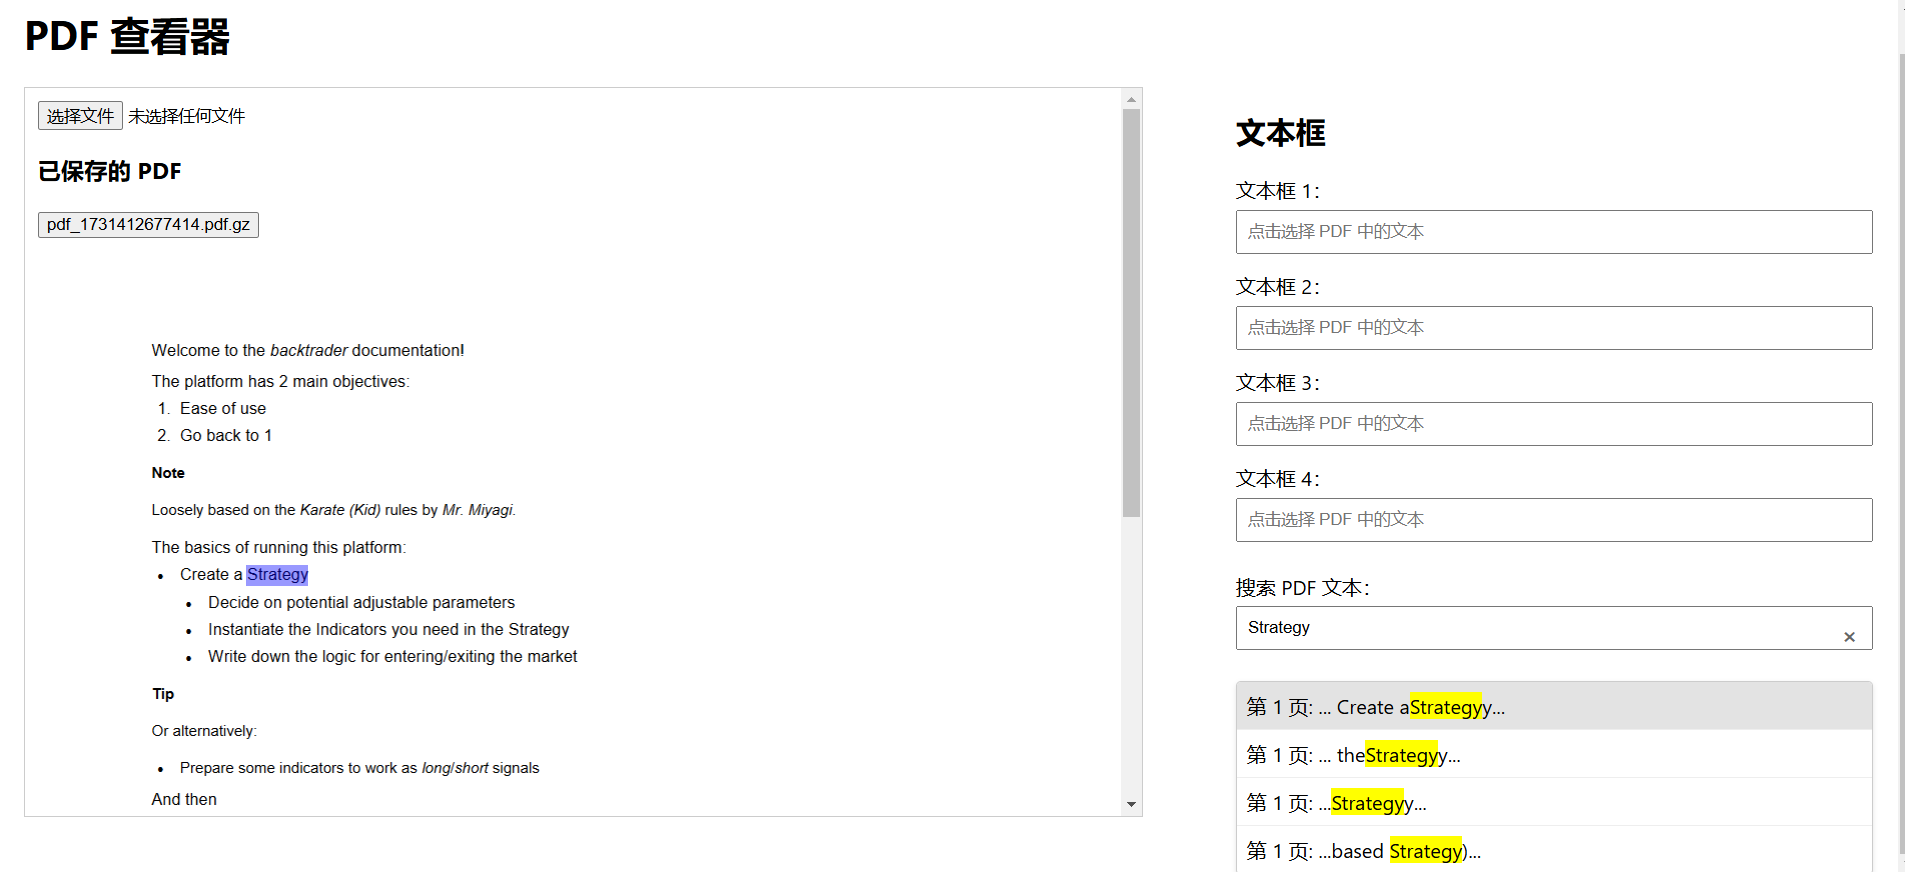 PDF 查看器
选择文件 未选择任何文件
已保存的 PDF
pdf_1731412677414.pdf.gz
Welcome to the backtrader documentation!
The platform has 2 main objectives:
1. Ease of use
2. Go back to 1
Note
Loosely based on the Karate (Kid) rules by Mr. Miyagi.
The basics of running this platform:
• Create a Strategy
• Decide on potential adjustable parameters
• Instantiate the Indicators you need in the Strategy
• Write down the logic for entering/exiting the market
Tip
Or alternatively:
• Prepare some indicators to work as long/short signals
And then
文本框
文本框 1：
点击选择 PDF 中的文本
文本框 2：
点击选择 PDF 中的文本
文本框 3：
点击选择 PDF 中的文本
文本框 4：
点击选择 PDF 中的文本
搜索 PDF 文本：
Strategy ×
第 1 页: ... Create aStrategyy...
第 1 页: ... theStrategyy...
第 1 页: ...Strategyy...
第 1 页: ...based Strategy)...